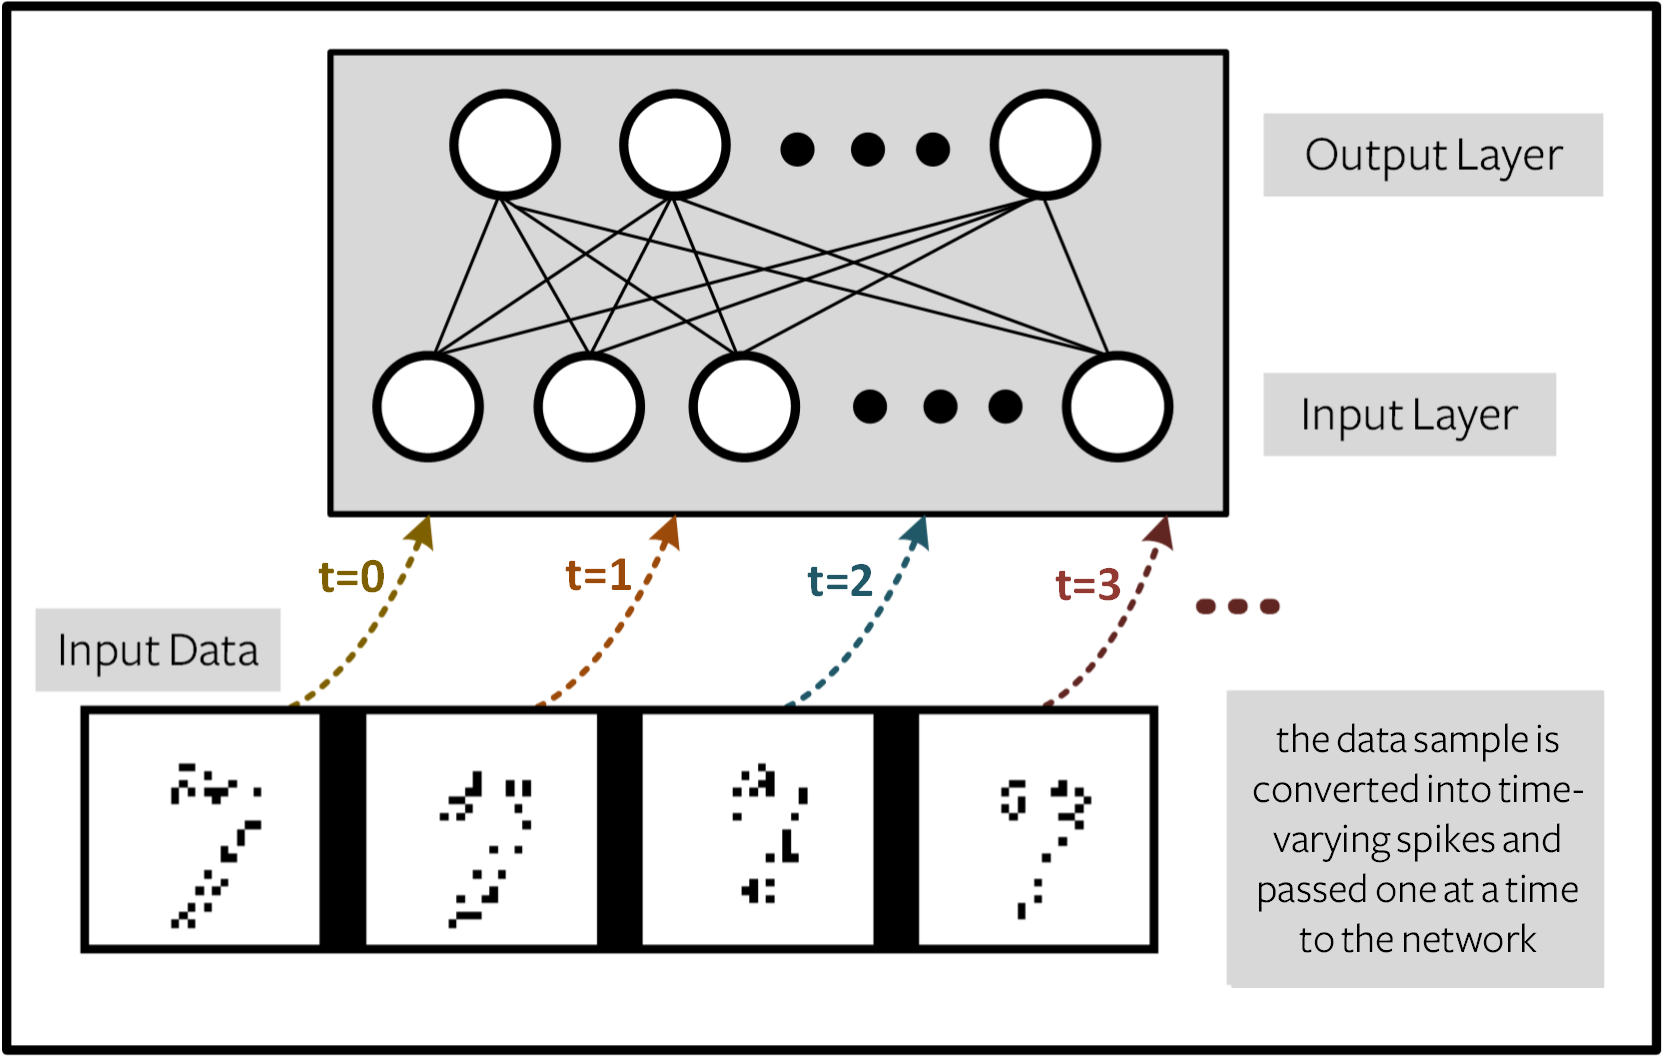 Output Layer
Input Layer
t=0
t=1
t=2
t=3
Input Data
the data sample is
converted into time-
varying spikes and
passed one at a time
to the network